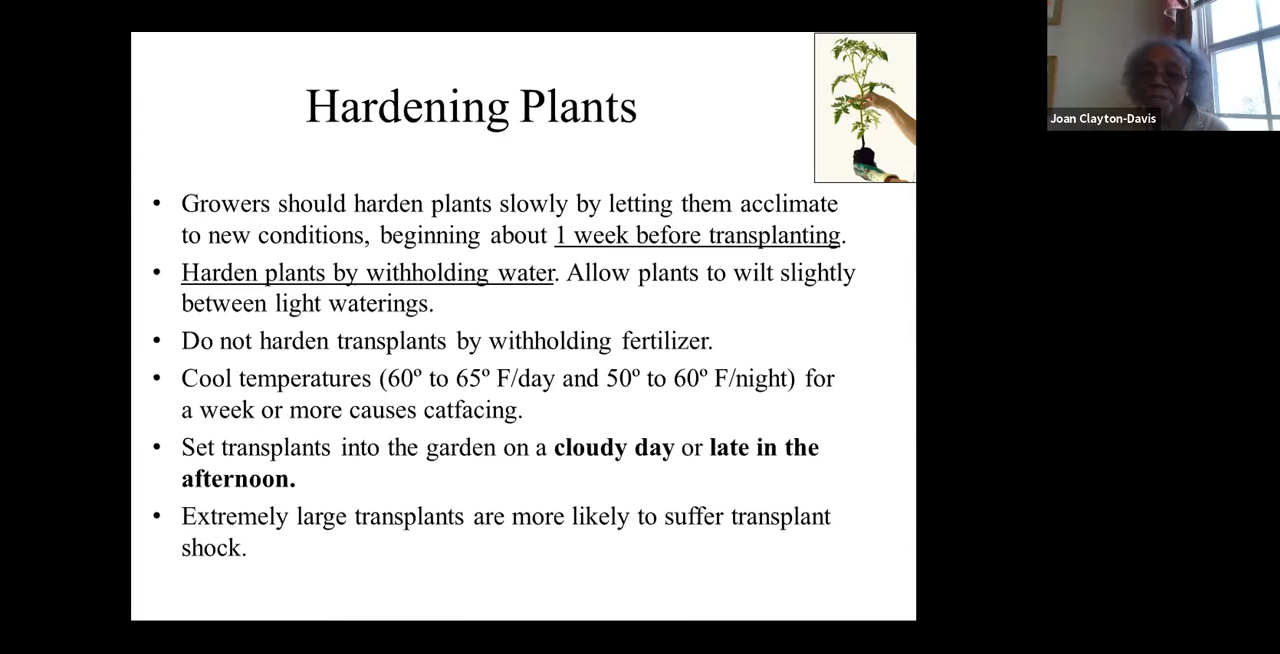 Hardening Plants
• Growers should harden plants slowly by letting them acclimate
to new conditions, beginning about 1 week before transplanting.
• Harden plants by withholding water. Allow plants to wilt slightly
between light waterings.
• Do not harden transplants by withholding fertilizer.
• Cool temperatures (60º to 65º F/day and 50º to 60º F/night) for
a week or more causes catfacing.
• Set transplants into the garden on a cloudy day or late in the
afternoon.
• Extremely large transplants are more likely to suffer transplant
shock.
Joan Clayton-Davis